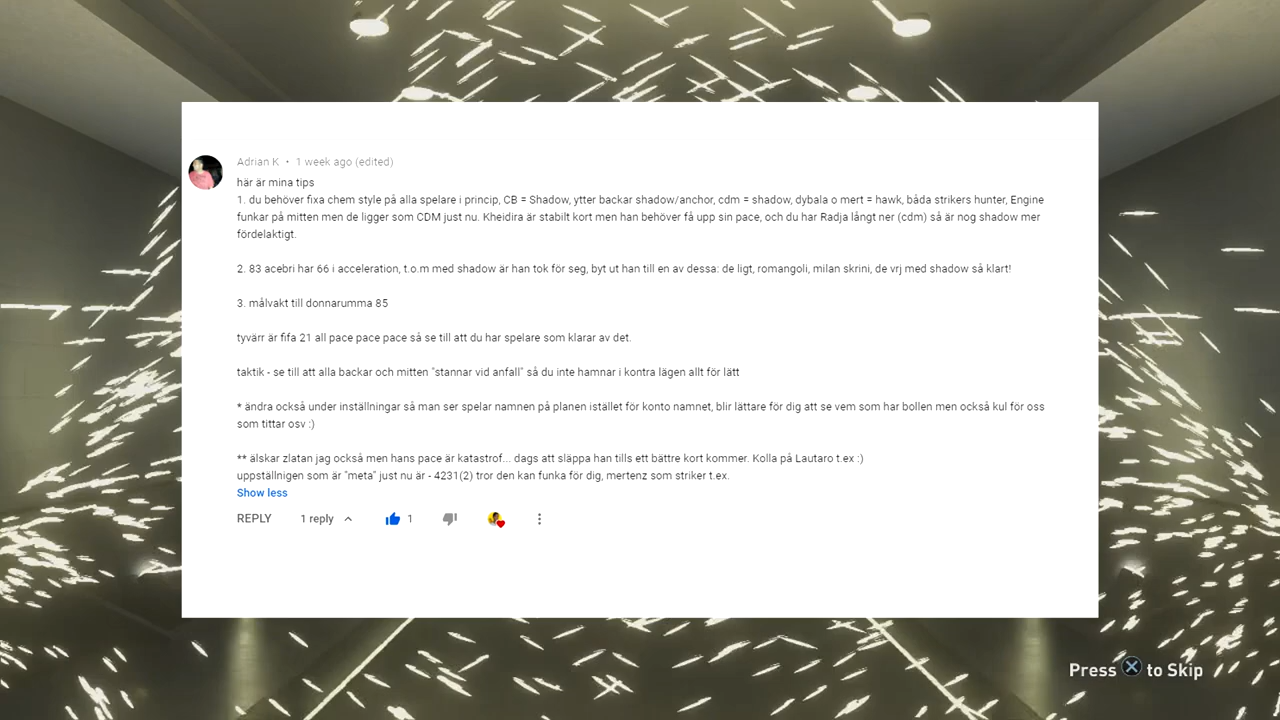 Adrian K • 1 week ago (edited)
här är mina tips
1. du behöver fixa chem style på alla spelare i princip, CB = Shadow, ytter backar shadow/anchor, cdm = shadow, dybala o mert = hawk, båda strikers hunter, Engine
funkar på mitten men de ligger som CDM just nu. Kheidira är stabilt kort men han behöver få upp sin pace, och du har Radja långt ner (cdm) så är nog shadow mer
fördelaktigt.
2. 83 acebri har 66 i acceleration, t.o.m med shadow är han tok för seg, byt ut han till en av dessa: de ligt, romangoli, milan skrini, de vrj med shadow så klart!
3. målvakt till donnarumma 85
tyvärr är fifa 21 all pace pace pace så se till att du har spelare som klarar av det.
taktik - se till att alla backar och mitten "stannar vid anfall" så du inte hamnar i kontra lägen allt för lätt
* ändra också under inställningar så man ser spelar namnen på planen istället för konto namnet, blir lättare för dig att se vem som har bollen men också kul för oss
som tittar osv :)
** älskar zlatan jag också men hans pace är katastrof... dags att släppa han tills ett bättre kort kommer. Kolla på Lautaro t.ex :)
uppställnigen som är "meta" just nu är - 4231(2) tror den kan funka för dig, mertenz som striker t.ex.
Show less
REPLY 1 reply 1
Press X to Skip